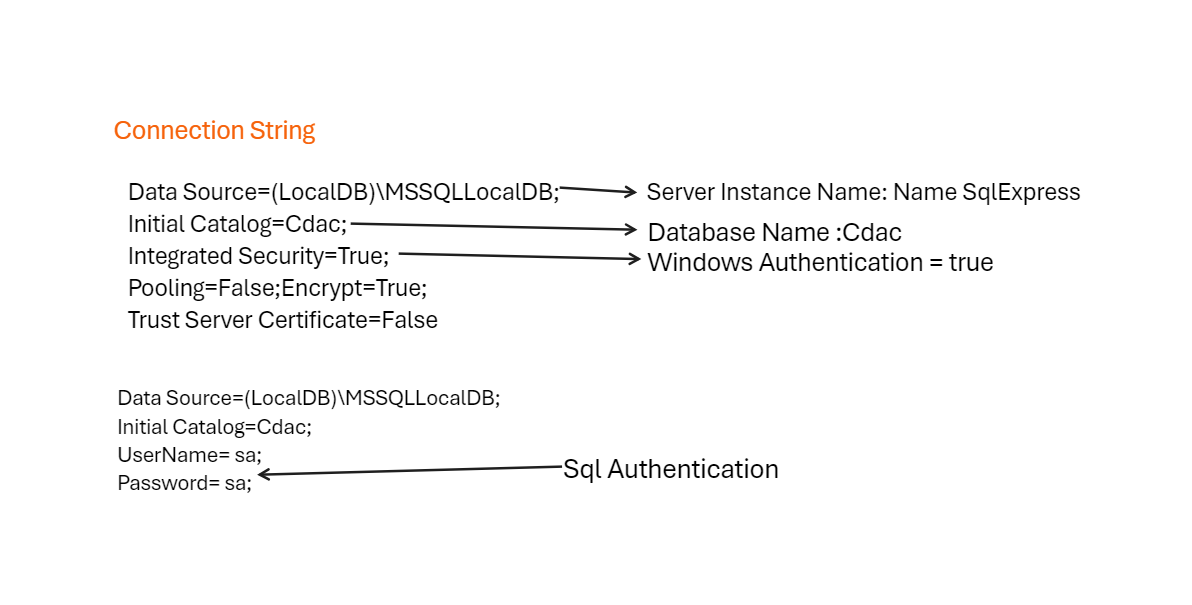 Connection String
Data Source=(LocalDB)\MSSQLLocalDB;
Server Instance Name: Name SqlExpress
Initial Catalog=Cdac;
Database Name :Cdac
Integrated Security=True;
Windows Authentication = true
Pooling=False;Encrypt=True;
Trust Server Certificate=False
Data Source=(LocalDB)\MSSQLLocalDB;
Initial Catalog=Cdac;
UserName= sa;
Sql Authentication
Password= sa;